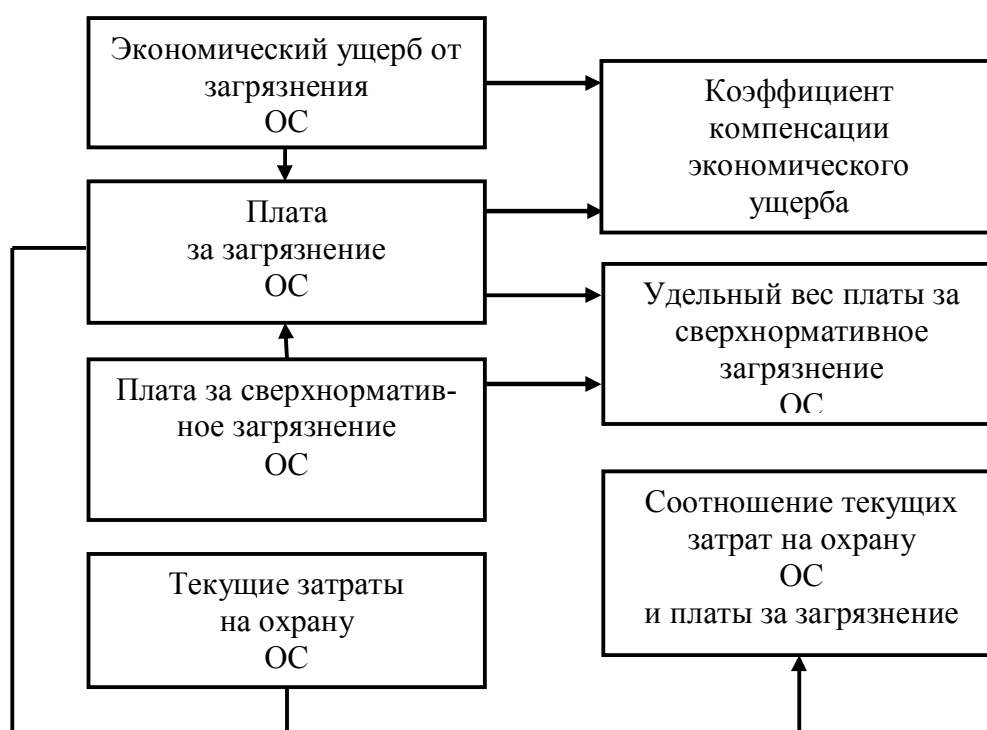 Экономический ущерб от
загрязнения
ОС
Плата
за загрязнение
ОС
Плата за сверхнорматив-
ное загрязнение
ОС
Текущие затраты
на охрану
ОС
Коэффициент
компенсации
экономического
ущерба
Удельный вес платы за
сверхнормативное
загрязнение
ОС
Соотношение текущих
затрат на охрану
ОС
и платы за загрязнение